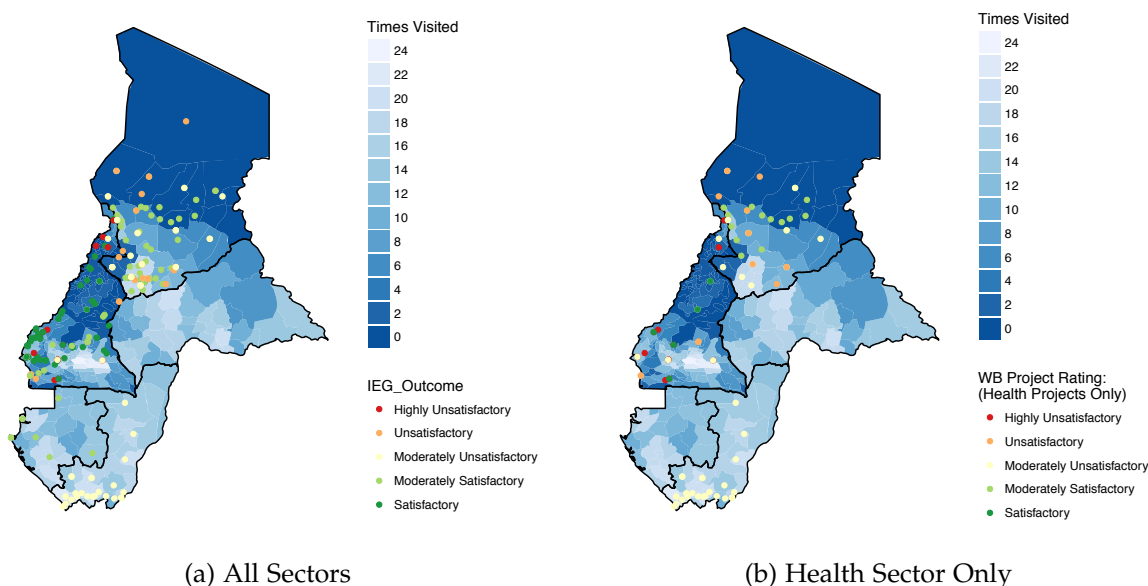 Times Visited
24
22
20
18
16
14
12
10
8
6
4
2
0
IEG_Outcome
Highly Unsatisfactory
Unsatisfactory
Moderately Unsatisfactory
Moderately Satisfactory
Satisfactory
(a) All Sectors
Times Visited
24
22
20
18
16
14
12
10
8
6
4
2
0
WB Project Rating:
(Health Projects Only)
Highly Unsatisfactory
Unsatisfactory
Moderately Unsatisfactory
Moderately Satisfactory
Satisfactory
(b) Health Sector Only